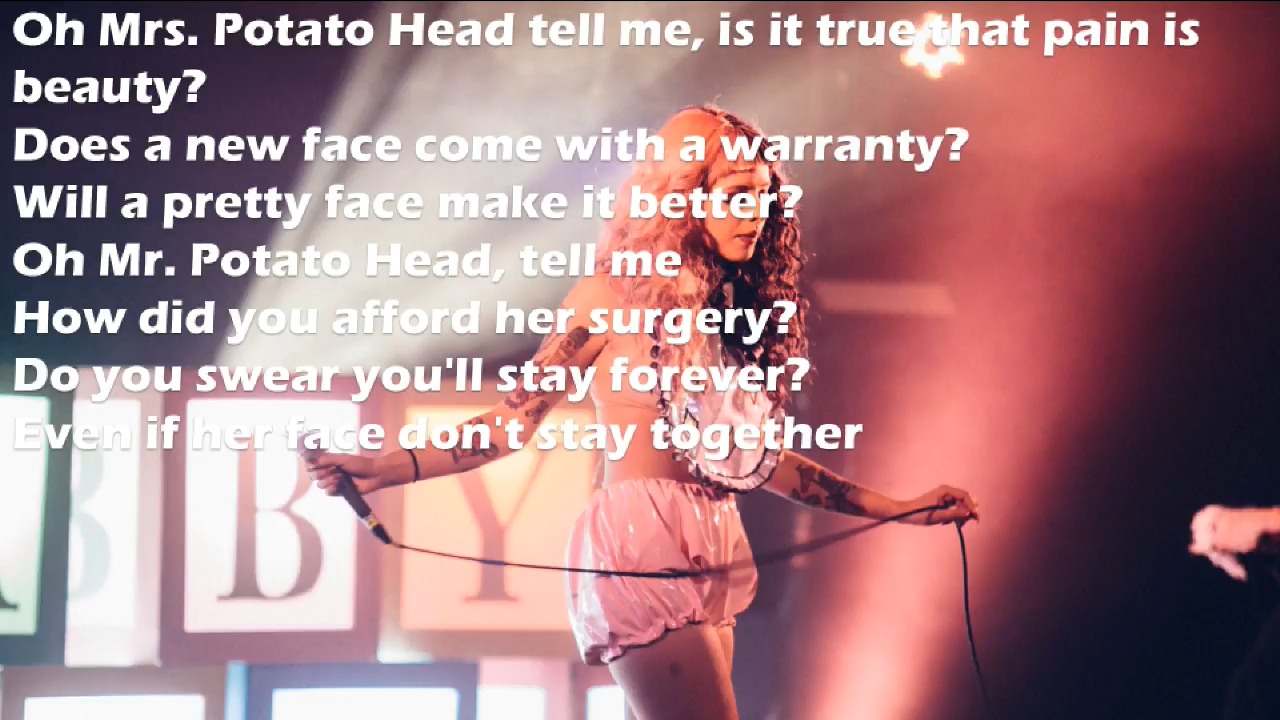 Oh Mrs. Potato Head tell me, is it true that pain is
beauty?
Does a new face come with a warranty?
Will a pretty face make it better?
Oh Mr. Potato Head, tell me
How did you afford her surgery?
Do you swear you'll stay forever?
Even if her face don't stay together
B B Y